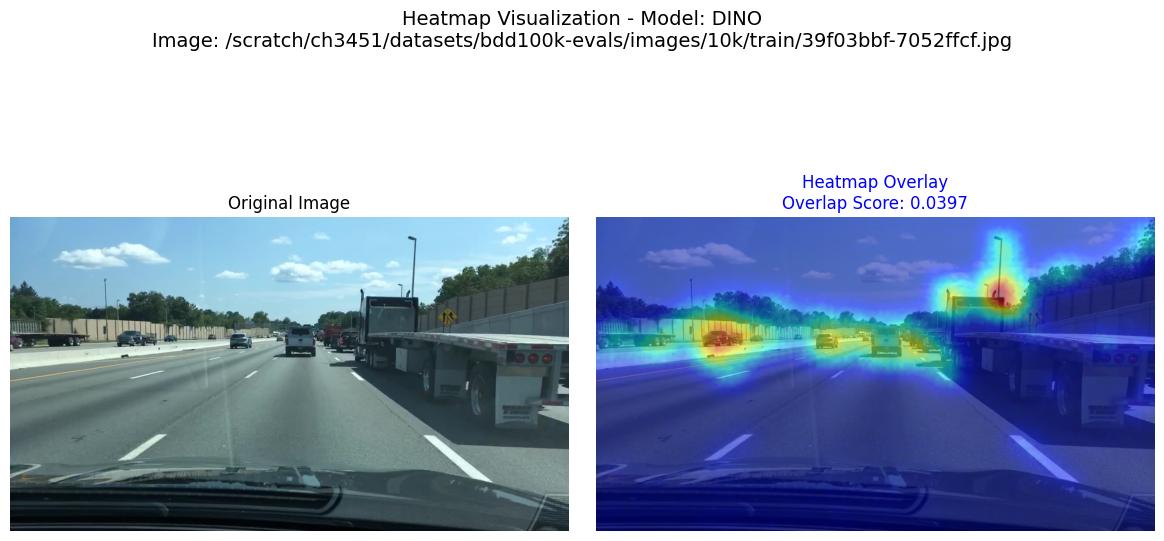 Heatmap Visualization - Model: DINO
Image: /scratch/ch3451/datasets/bdd100k-evals/images/10k/train/39f03bbf-7052ffcf.jpg
Original Image
Heatmap Overlay
Overlap Score: 0.0397